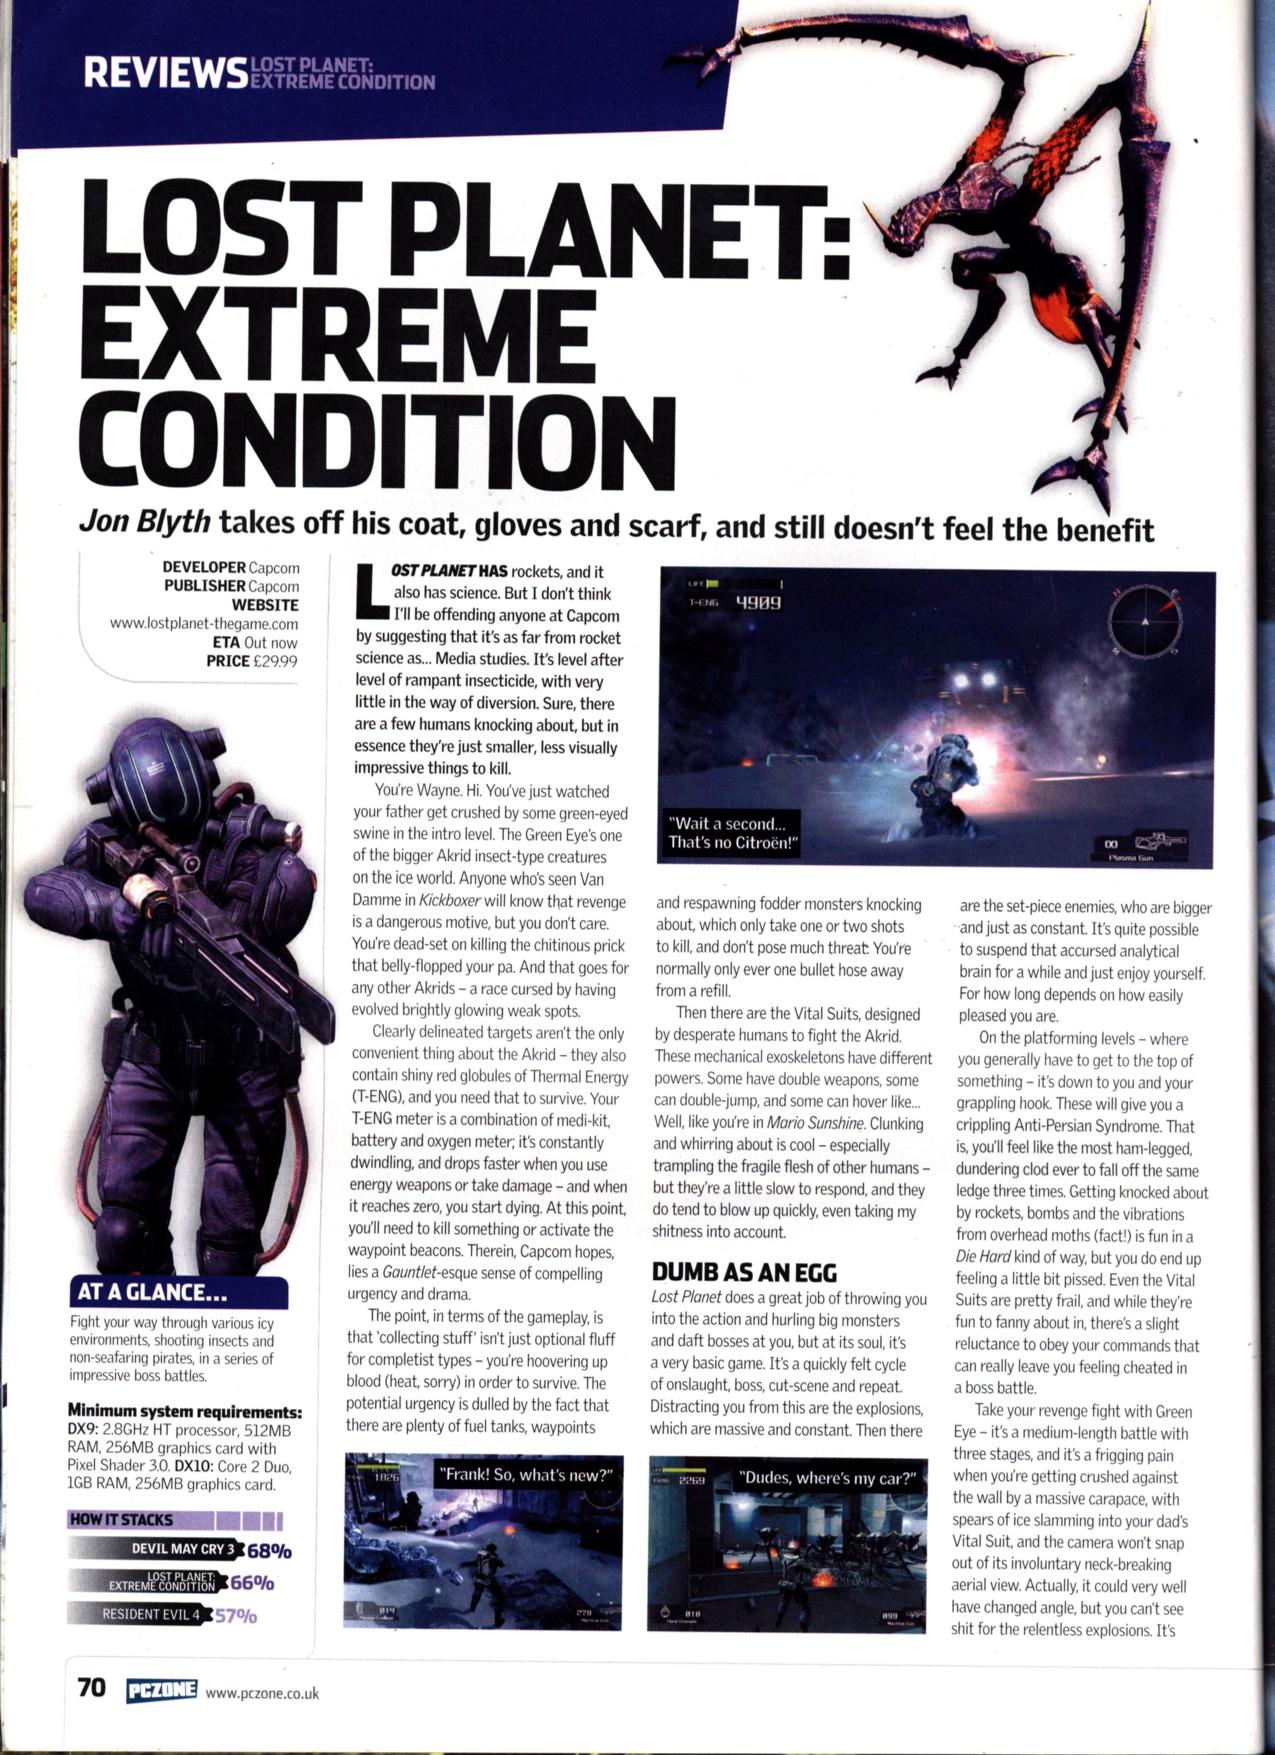 REVIEWS LOST PLANET:
EXTREME CONDITION
LOST PLANET:
EXTREME
CONDITION
Jon Blyth takes off his coat, gloves and scarf, and still doesn't feel the benefit
DEVELOPER Capcom
PUBLISHER Capcom
WEBSITE
www.lostplanet-thegame.com
ETA Out now
PRICE £29.99
AT A GLANCE...
Fight your way through various icy
environments, shooting insects and
non-seafaring pirates, in a series of
impressive boss battles.
Minimum system requirements:
DX9: 2.8GHz HT processor, 512MB
RAM, 256MB graphics card with
Pixel Shader 3.0. DX10: Core 2 Duo,
1GB RAM, 256MB graphics card.
HOW IT STACKS
DEVIL MAY CRY 3 68%
LOST PLANET:
EXTREME CONDITION 66%
RESIDENT EVIL 4 57%
LOST PLANET HAS rockets, and it
also has science. But I don't think
I'll be offending anyone at Capcom
by suggesting that it's as far from rocket
science as... Media studies. It's level after
level of rampant insecticide, with very
little in the way of diversion. Sure, there
are a few humans knocking about, but in
essence they're just smaller, less visually
impressive things to kill.
You're Wayne. Hi. You've just watched
your father get crushed by some green-eyed
swine in the intro level. The Green Eye's one
of the bigger Akrid insect-type creatures
on the ice world. Anyone who's seen Van
Damme in Kickboxer will know that revenge
is a dangerous motive, but you don't care.
You're dead-set on killing the chitinous prick
that belly-flopped your pa. And that goes for
any other Akrids – a race cursed by having
evolved brightly glowing weak spots.
Clearly delineated targets aren't the only
convenient thing about the Akrid – they also
contain shiny red globules of Thermal Energy
(T-ENG), and you need that to survive. Your
T-ENG meter is a combination of medi-kit,
battery and oxygen meter; it's constantly
dwindling, and drops faster when you use
energy weapons or take damage – and when
it reaches zero, you start dying. At this point,
you'll need to kill something or activate the
waypoint beacons. Therein, Capcom hopes,
lies a Gauntlet-esque sense of compelling
urgency and drama.
The point, in terms of the gameplay, is
that 'collecting stuff' isn't just optional fluff
for completist types – you're hoovering up
blood (heat, sorry) in order to survive. The
potential urgency is dulled by the fact that
there are plenty of fuel tanks, waypoints
LIFE
T-ENG 4909
"Wait a second...
That's no Citroën!"
Plasma Gun
and respawning fodder monsters knocking
about, which only take one or two shots
to kill, and don't pose much threat. You're
normally only ever one bullet hose away
from a refill.
Then there are the Vital Suits, designed
by desperate humans to fight the Akrid.
These mechanical exoskeletons have different
powers. Some have double weapons, some
can double-jump, and some can hover like...
Well, like you're in Mario Sunshine. Clunking
and whirring about is cool – especially
trampling the fragile flesh of other humans –
but they're a little slow to respond, and they
do tend to blow up quickly, even taking my
shitness into account.
DUMB AS AN EGG
Lost Planet does a great job of throwing you
into the action and hurling big monsters
and daft bosses at you, but at its soul, it's
a very basic game. It's a quickly felt cycle
of onslaught, boss, cut-scene and repeat.
Distracting you from this are the explosions,
which are massive and constant. Then there
are the set-piece enemies, who are bigger
and just as constant. It's quite possible
to suspend that accursed analytical
brain for a while and just enjoy yourself.
For how long depends on how easily
pleased you are.
On the platforming levels – where
you generally have to get to the top of
something – it's down to you and your
grappling hook. These will give you a
crippling Anti-Persian Syndrome. That
is, you'll feel like the most ham-legged,
dundering clod ever to fall off the same
ledge three times. Getting knocked about
by rockets, bombs and the vibrations
from overhead moths (fact!) is fun in a
Die Hard kind of way, but you do end up
feeling a little bit pissed. Even the Vital
Suits are pretty frail, and while they're
fun to fanny about in, there's a slight
reluctance to obey your commands that
can really leave you feeling cheated in
a boss battle.
Take your revenge fight with Green
Eye – it's a medium-length battle with
three stages, and it's a frigging pain
when you're getting crushed against
the wall by a massive carapace, with
spears of ice slamming into your dad's
Vital Suit, and the camera won't snap
out of its involuntary neck-breaking
aerial view. Actually, it could very well
have changed angle, but you can't see
shit for the relentless explosions. It's
1826
"Frank! So, what's new?"
014
270
2269
"Dudes, where's my car?"
010
099
70 PCZONE www.pczone.co.uk